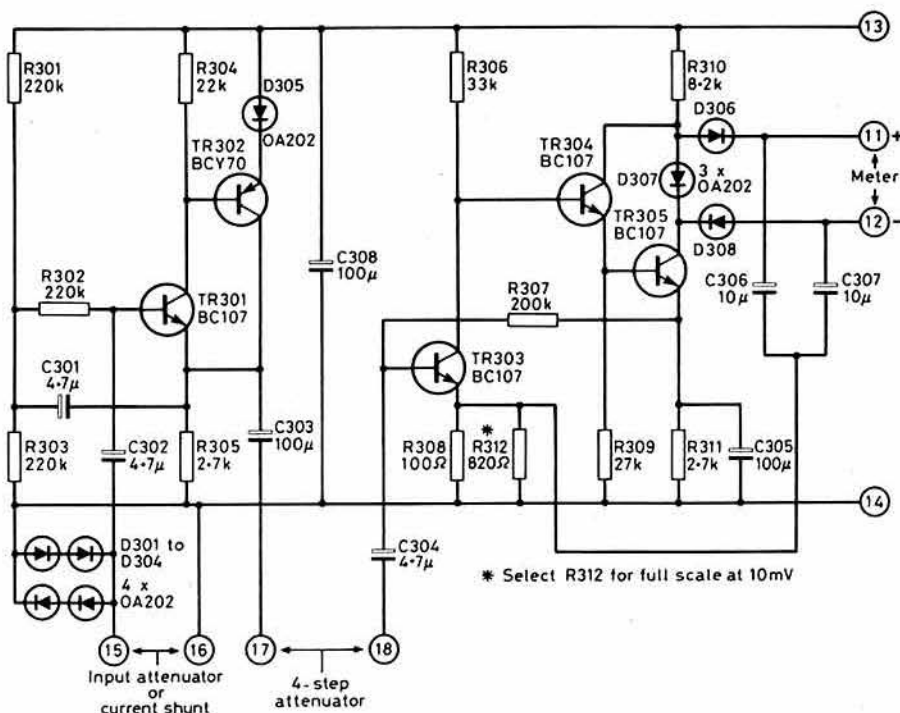 13
R301
220k
R304
22k
D305
OA202
R306
33k
R310
8·2k
D306
11 +
TR302
BCY70
TR304
BC107
D307
3 x
OA202
Meter
12 −
TR305
BC107
D308
C308
100µ
R302
220k
R307
200k
C306
10µ
C307
10µ
TR301
BC107
TR303
BC107
C301
4·7µ
C303
100µ
R303
220k
C302
4·7µ
R305
2·7k
R308
100Ω
*
R312
820Ω
R309
27k
R311
2·7k
C305
100µ
14
D301 to
D304
4 x
OA202
C304
4·7µ
* Select R312 for full scale at 10mV
15
16
17
18
Input attenuator
or
current shunt
4-step
attenuator